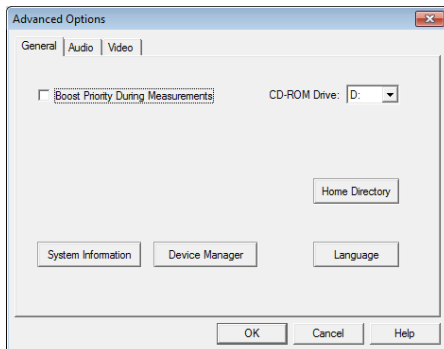 Advanced Options
General Audio Video
Boost Priority During Measurements CD-ROM Drive: D:
Home Directory
System Information Device Manager Language
OK Cancel Help